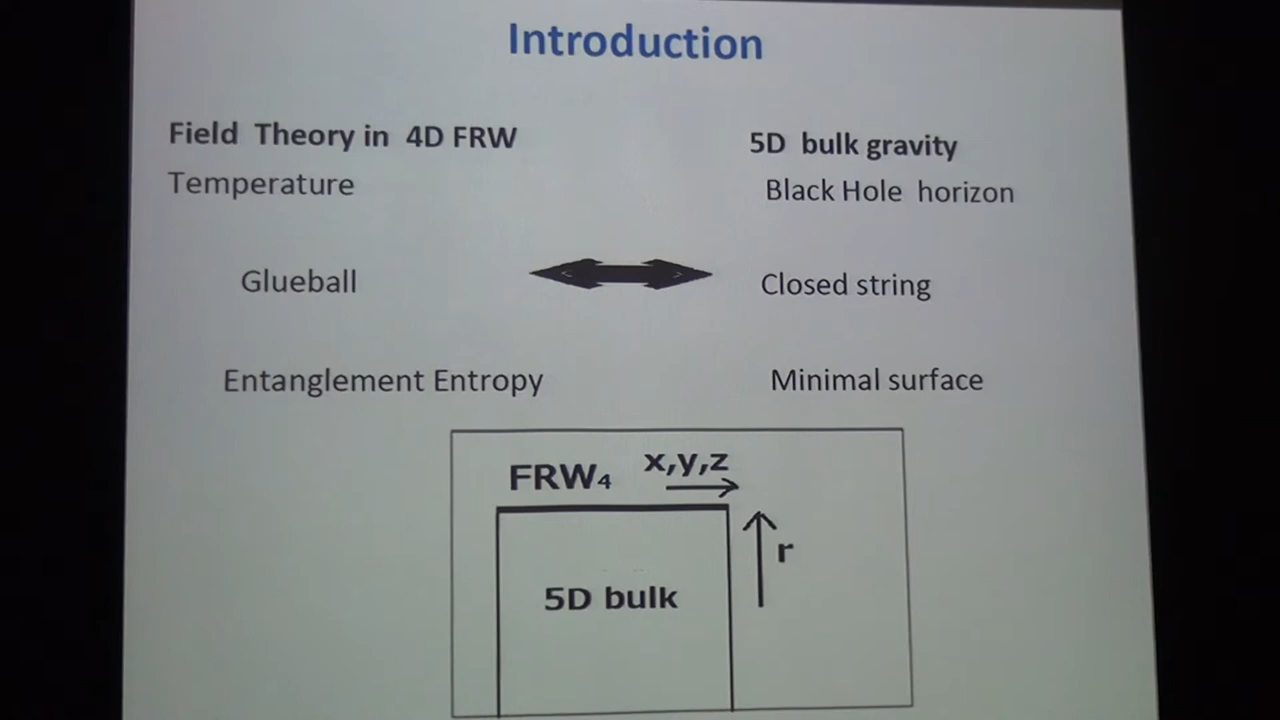 Introduction
Field Theory in 4D FRW
5D bulk gravity
Temperature
Black Hole horizon
Glueball
Closed string
Entanglement Entropy
Minimal surface
FRW₄ x,y,z
r
5D bulk